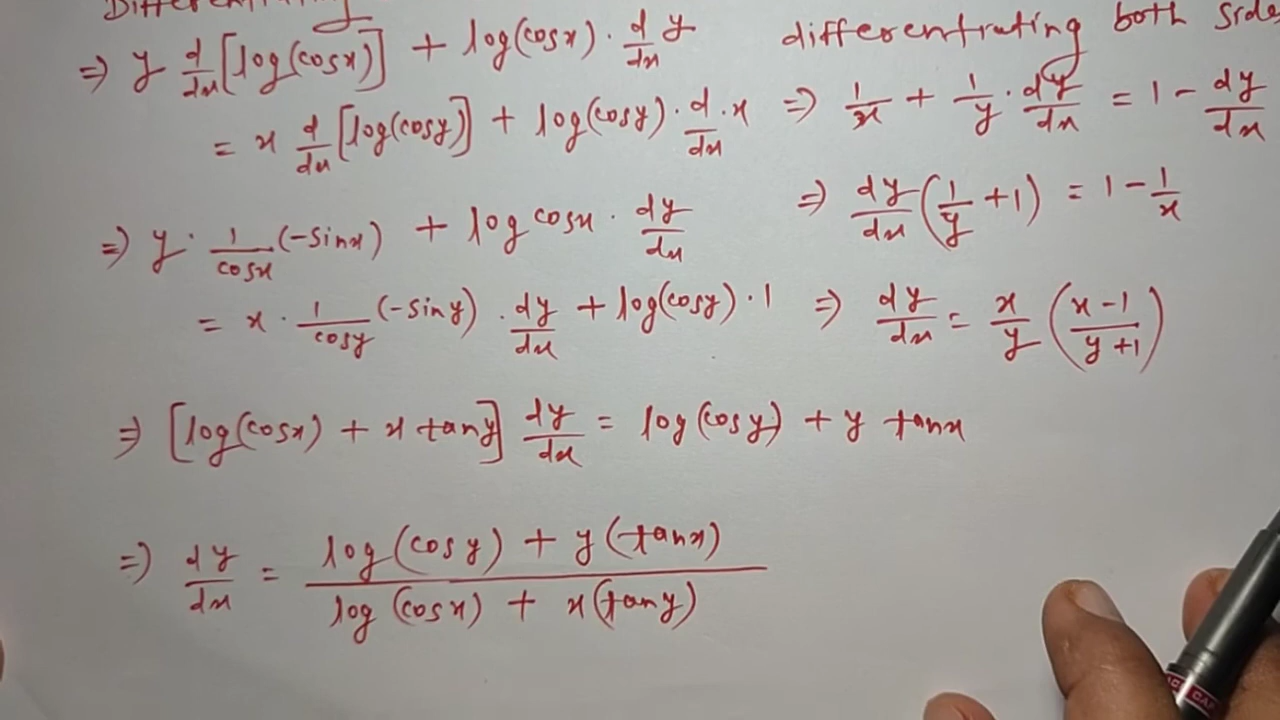 Differentiating
⇒ y d/dx [log(cosx)] + log(cosx) · d/dx y
= x d/dx [log(cosy)] + log(cosy) · d/dx · x
⇒ y · 1/cosx (-sinx) + log cosx · dy/dx
= x · 1/cosy (-siny) · dy/dx + log(cosy) · 1
⇒ [log(cosx) + x tany] dy/dx = log(cosy) + y tanx
⇒ dy/dx = log(cosy) + y(tanx) / log(cosx) + x(tany)
differentiating both side
⇒ 1/x + 1/y · dy/dx = 1 - dy/dx
⇒ dy/dx (1/y + 1) = 1 - 1/x
⇒ dy/dx = x/y (x-1/y+1)